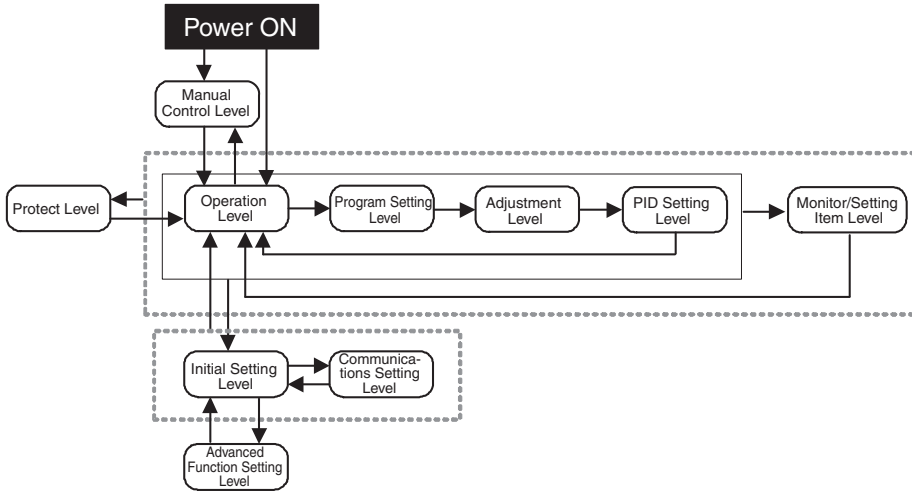 Power ON
Manual
Control Level
Protect Level
Operation
Level
Program Setting
Level
Adjustment
Level
PID Setting
Level
Monitor/Setting
Item Level
Initial Setting
Level
Communica-
tions Setting
Level
Advanced
Function Setting
Level